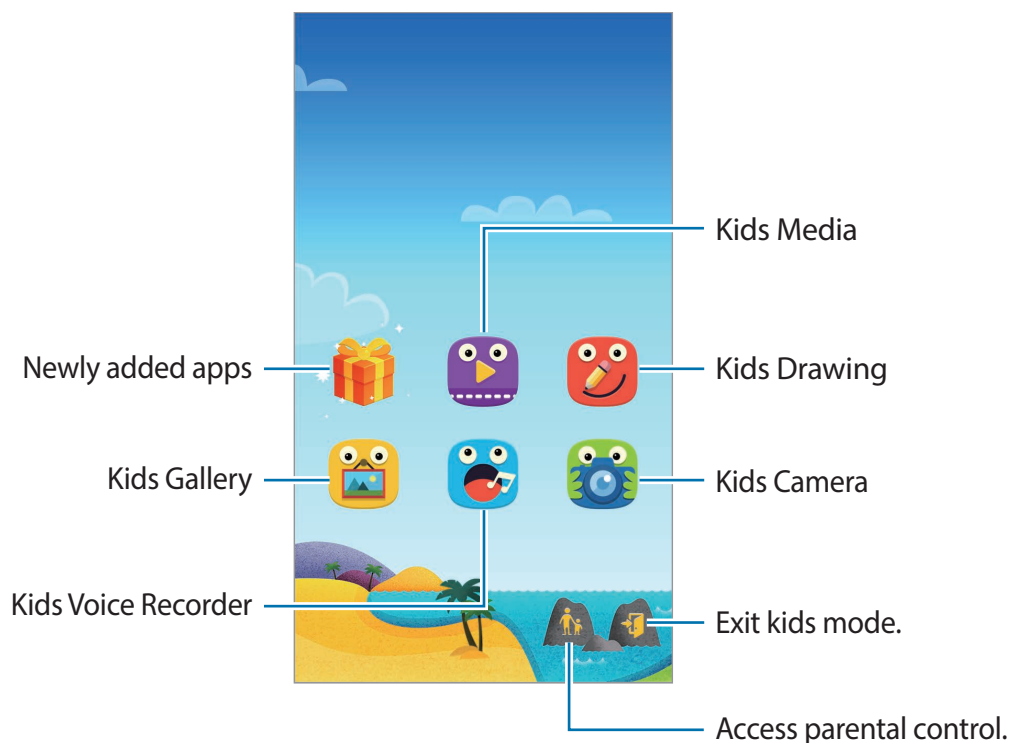 Kids Media
Newly added apps
Kids Drawing
Kids Gallery
Kids Camera
Kids Voice Recorder
Exit kids mode.
Access parental control.